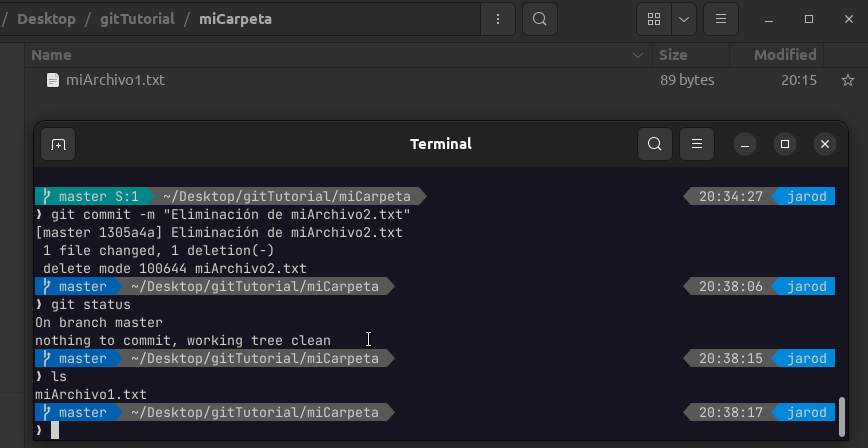 / Desktop / gitTutorial / miCarpeta
Name Size Modified
miArchivo1.txt 89 bytes 20:15
Terminal
master S:1 ~/Desktop/gitTutorial/miCarpeta 20:34:27 jarod
❯ git commit -m "Eliminación de miArchivo2.txt"
[master 1305a4a] Eliminación de miArchivo2.txt
1 file changed, 1 deletion(-)
delete mode 100644 miArchivo2.txt
master ~/Desktop/gitTutorial/miCarpeta 20:38:06 jarod
❯ git status
On branch master
nothing to commit, working tree clean
master ~/Desktop/gitTutorial/miCarpeta 20:38:15 jarod
❯ ls
miArchivo1.txt
master ~/Desktop/gitTutorial/miCarpeta 20:38:17 jarod
❯